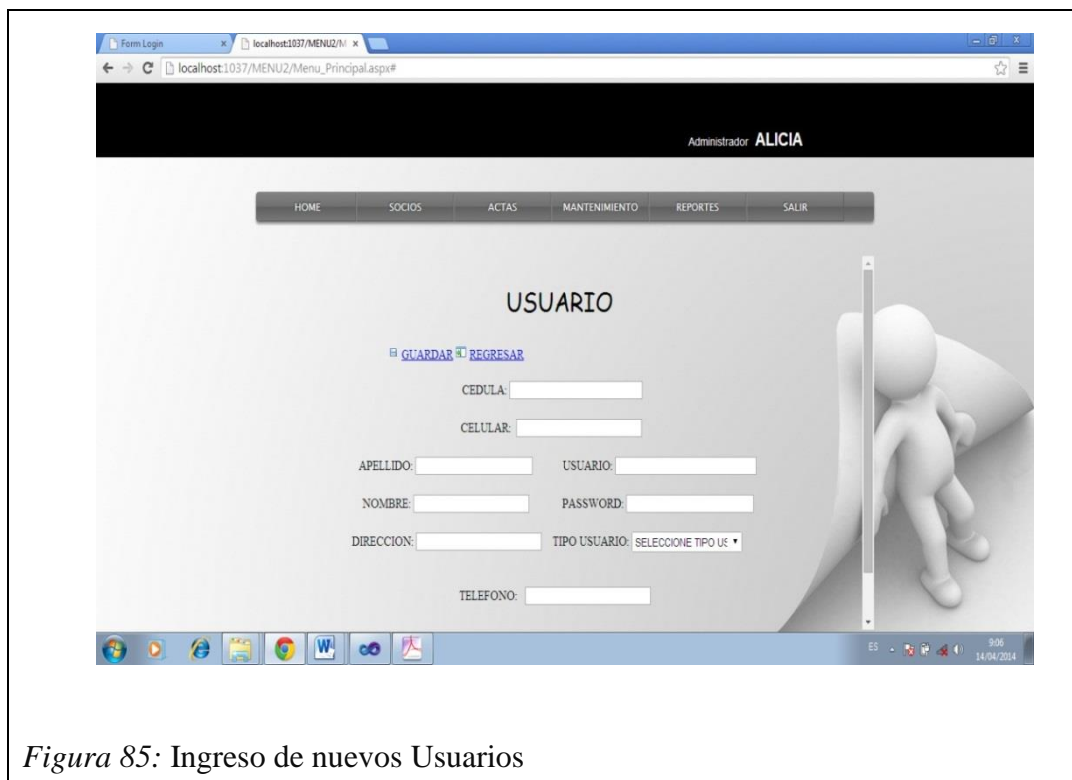 Form Login × localhost:1037/MENU2/M ×
localhost:1037/MENU2/Menu_Principal.aspx#
Administrador ALICIA
HOME SOCIOS ACTAS MANTENIMIENTO REPORTES SALIR
USUARIO
GUARDAR REGRESAR
CEDULA:
CELULAR:
APELLIDO: USUARIO:
NOMBRE: PASSWORD:
DIRECCION: TIPO USUARIO: SELECCIONE TIPO US
TELEFONO:
ES 9:06
14/04/2014
Figura 85: Ingreso de nuevos Usuarios